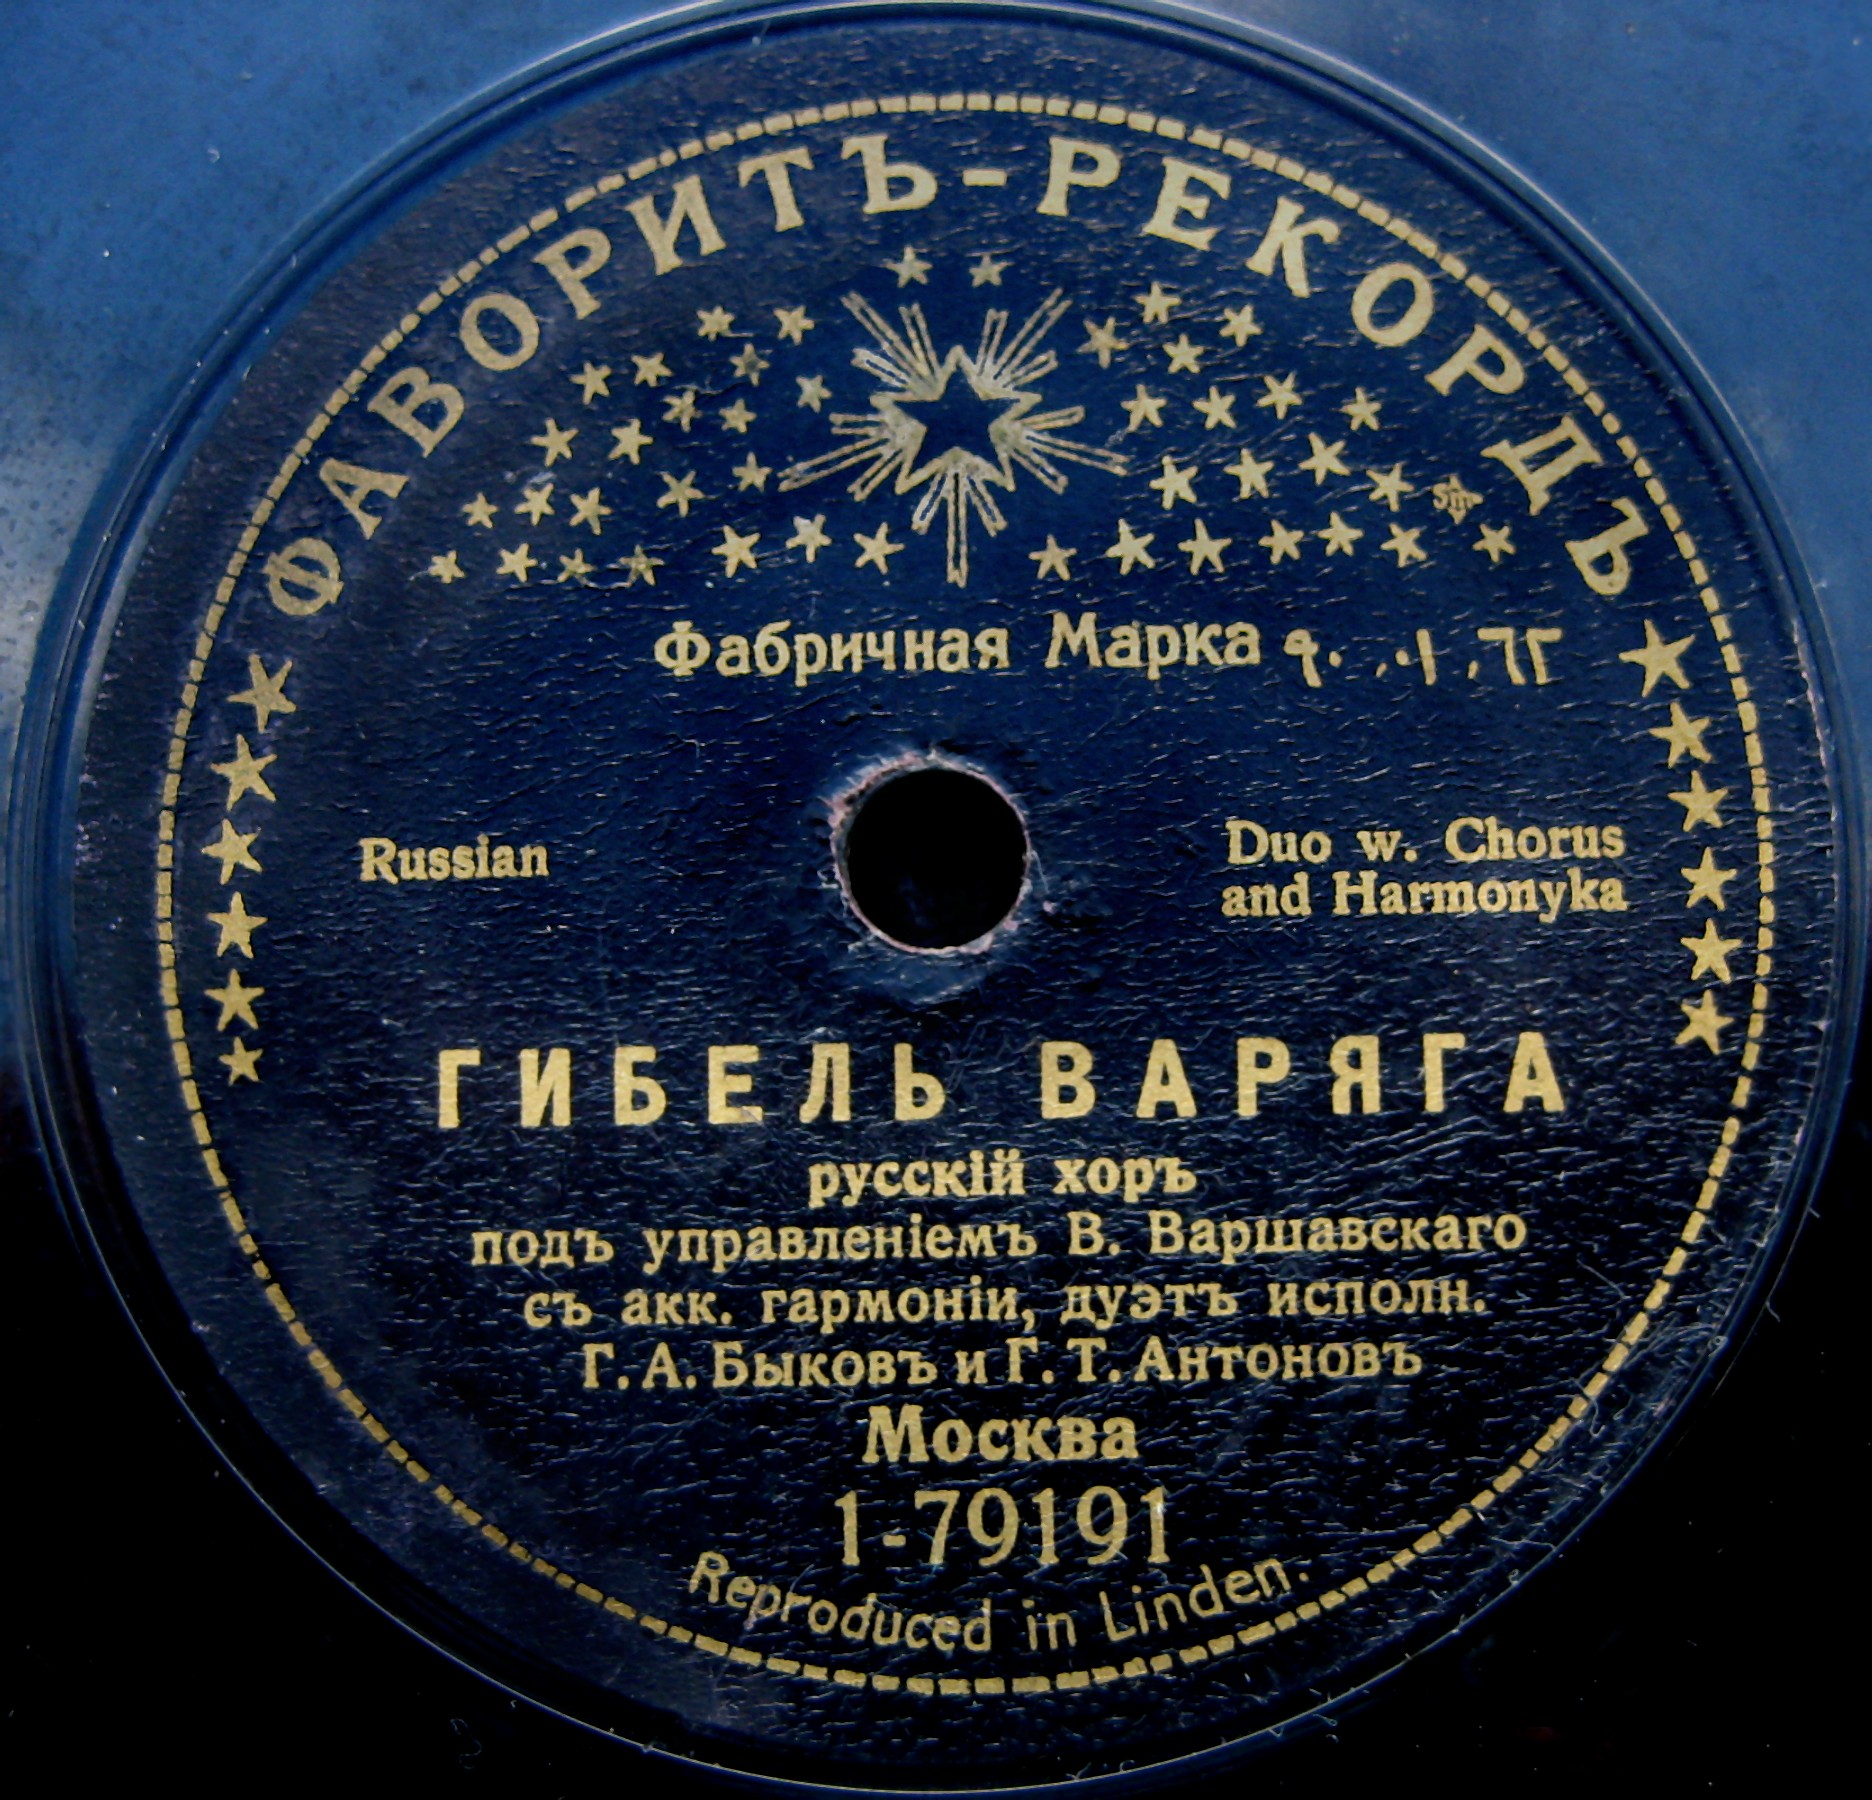 ФАВОРИТЪ-РЕКОРДЪ
Фабричная Марка
Russian
Duo w. Chorus
and Harmonyka
ГИБЕЛЬ ВАРЯГА
русскій хоръ
подъ управленіемъ В. Варшавскаго
съ акк. гармоніи, дуэтъ исполн.
Г. А. Быковъ и Г. Т. Антоновъ
Москва
1-79191
Reproduced in Linden.